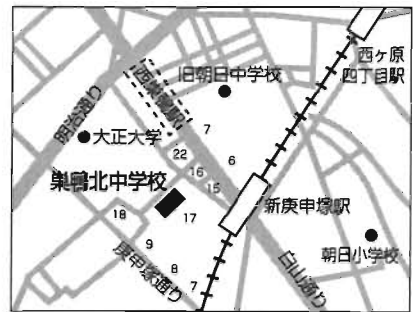 西ヶ原
四丁目駅
旧朝日中学校
西巣鴨駅
明治通り
7
大正大学
22
6
16
巣鴨北中学校
15
新庚申塚駅
18
17
朝日小学校
9
庚申塚通り
8
白山通り
7